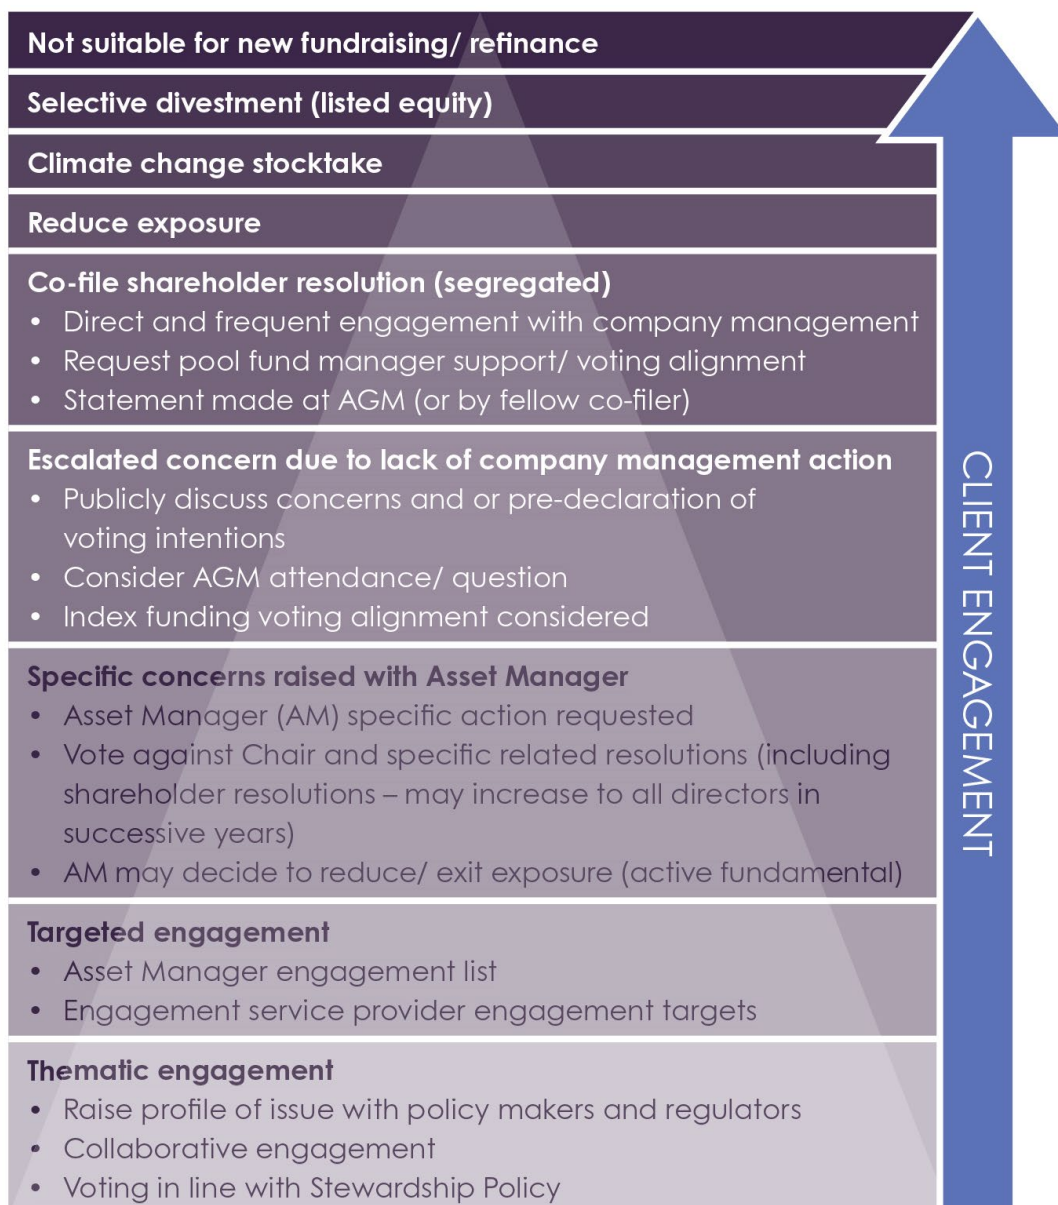 Not suitable for new fundraising/ refinance
Selective divestment (listed equity)
Climate change stocktake
Reduce exposure
Co-file shareholder resolution (segregated)
• Direct and frequent engagement with company management
• Request pool fund manager support/ voting alignment
• Statement made at AGM (or by fellow co-filer)
Escalated concern due to lack of company management action
• Publicly discuss concerns and or pre-declaration of
voting intentions
• Consider AGM attendance/ question
• Index funding voting alignment considered
Specific concerns raised with Asset Manager
• Asset Manager (AM) specific action requested
• Vote against Chair and specific related resolutions (including
shareholder resolutions – may increase to all directors in
successive years)
• AM may decide to reduce/ exit exposure (active fundamental)
Targeted engagement
• Asset Manager engagement list
• Engagement service provider engagement targets
Thematic engagement
• Raise profile of issue with policy makers and regulators
• Collaborative engagement
• Voting in line with Stewardship Policy
CLIENT ENGAGEMENT